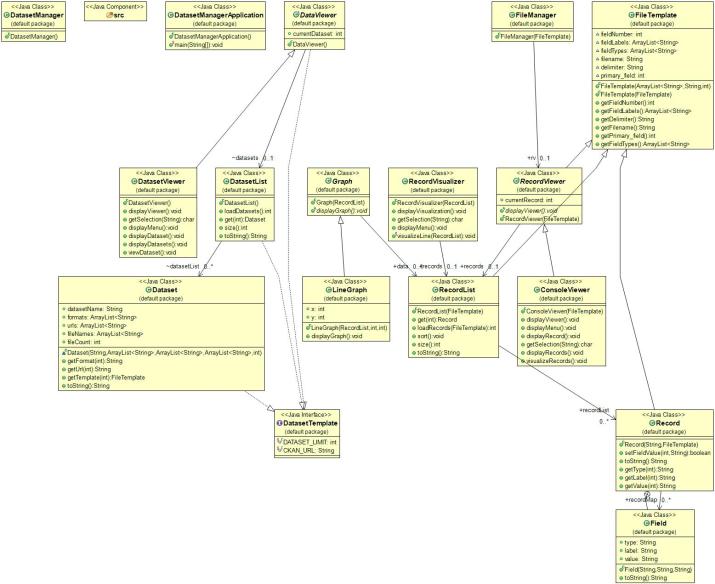 <<Java Class>>
DatasetManager
(default package)
DatasetManager()
<<Java Component>>
src
<<Java Class>>
DatasetManagerApplication
(default package)
DatasetManagerApplication()
main(String[]):void
<<Java Class>>
DataViewer
(default package)
currentDataset: int
DataViewer()
<<Java Class>>
FileManager
(default package)
FileManager(FileTemplate)
<<Java Class>>
FileTemplate
(default package)
fieldNumber: int
fieldLabels: ArrayList<String>
fieldTypes: ArrayList<String>
filename: String
delimiter: String
primary_field: int
FileTemplate(ArrayList<String>,String,int)
FileTemplate(FileTemplate)
getFieldNumber():int
getFieldLabels():ArrayList<String>
getDelimiter():String
getFilename():String
getPrimary_field():int
getFieldTypes():ArrayList<String>
~datasets 0..1
+rv 0..1
<<Java Class>>
DatasetViewer
(default package)
DatasetViewer()
displayViewer():void
getSelection(String):char
displayMenu():void
displayDataset():void
displayDatasets():void
viewDataset():void
<<Java Class>>
DatasetList
(default package)
DatasetList()
loadDatasets():int
get(int):Dataset
size():int
toString():String
<<Java Class>>
Graph
(default package)
Graph(RecordList)
displayGraph():void
<<Java Class>>
RecordVisualizer
(default package)
RecordVisualizer(RecordList)
displayVisualization():void
getSelection(String):char
displayMenu():void
visualizeLine(RecordList):void
<<Java Class>>
RecordViewer
(default package)
currentRecord: int
displayViewer():void
RecordViewer(FileTemplate)
~datasetList 0..*
+data
+records 0..1
+records 0..1
<<Java Class>>
Dataset
(default package)
datasetName: String
formats: ArrayList<String>
urls: ArrayList<String>
fileNames: ArrayList<String>
fileCount: int
Dataset(String,ArrayList<String>,ArrayList<String>,ArrayList<String>,int)
getFormat(int):String
getUrl(int):String
getTemplate(int):FileTemplate
toString():String
<<Java Class>>
LineGraph
(default package)
x: int
y: int
LineGraph(RecordList,int,int)
displayGraph():void
<<Java Class>>
RecordList
(default package)
RecordList(FileTemplate)
get(int):Record
loadRecords(FileTemplate):int
sort():void
size():int
toString():String
<<Java Class>>
ConsoleViewer
(default package)
ConsoleViewer(FileTemplate)
displayViewer():void
displayMenu():void
displayRecord():void
getSelection(String):char
displayRecords():void
visualizeRecords():void
<<Java Interface>>
DatasetTemplate
(default package)
DATASET_LIMIT: int
CKAN_URL: String
+recordList
0..*
<<Java Class>>
Record
(default package)
Record(String,FileTemplate)
setFieldValue(int,String):boolean
toString():String
getType(int):String
getLabel(int):String
getValue(int):String
+recordMap 0..*
<<Java Class>>
Field
(default package)
type: String
label: String
value: String
Field(String,String,String)
toString():String